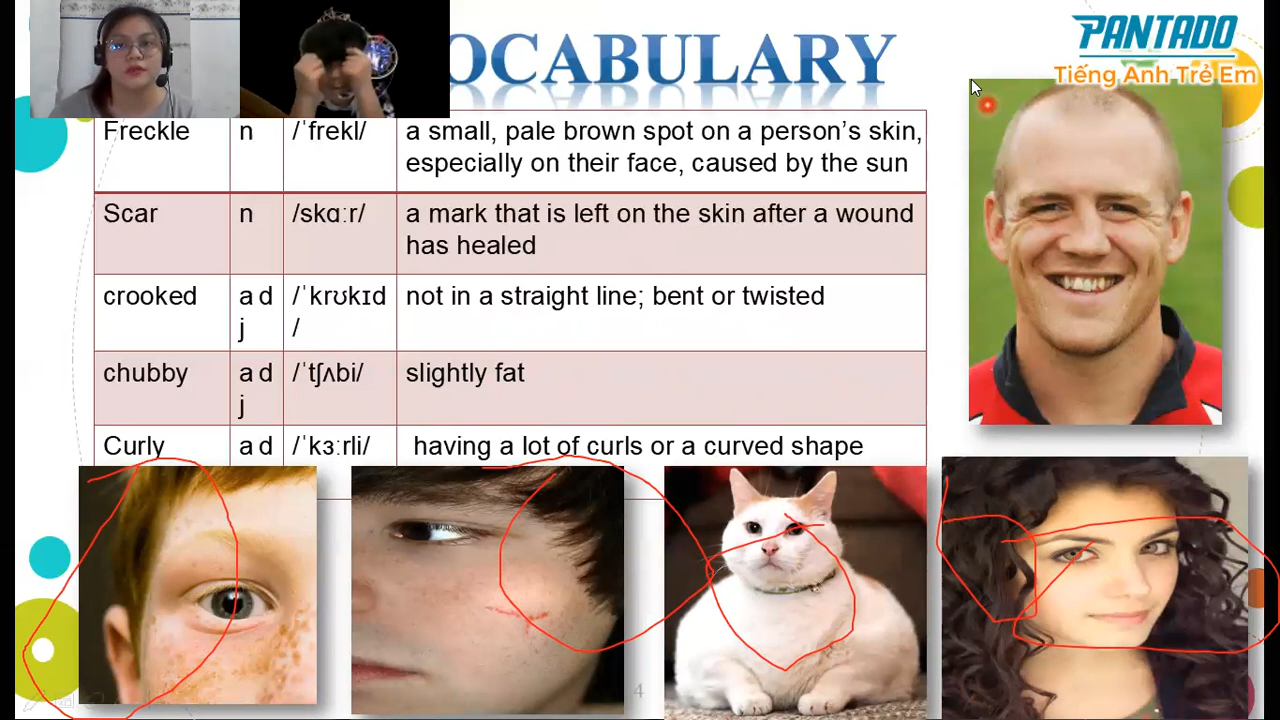 OCABULARY
PANTADO
Tiếng Anh Trẻ Em
Freckle n /ˈfrekl/ a small, pale brown spot on a person's skin,
especially on their face, caused by the sun
Scar n /skɑːr/ a mark that is left on the skin after a wound
has healed
crooked ad /ˈkrʊkɪd not in a straight line; bent or twisted
j /
chubby ad /ˈtʃʌbi/ slightly fat
j
Curly ad /ˈkɜːrli/ having a lot of curls or a curved shape
4